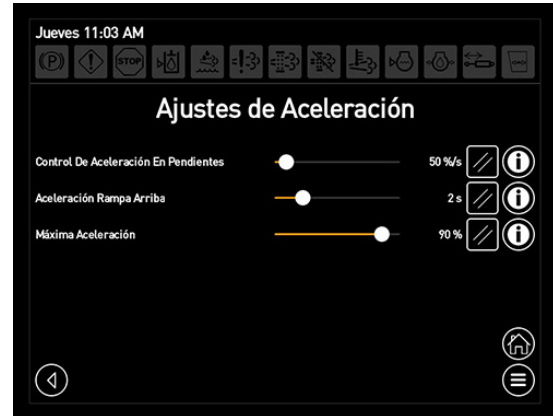 Jueves 11:03 AM
(P) STOP
Ajustes de Aceleración
Control De Aceleración En Pendientes 50 %/s
Aceleración Rampa Arriba 2 s
Máxima Aceleración 90 %